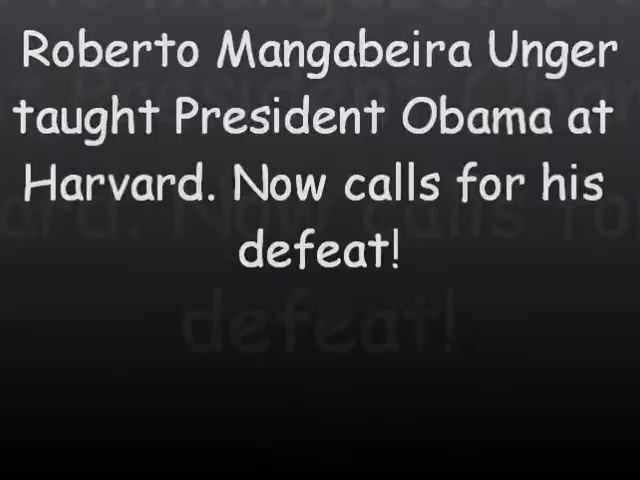 Roberto Mangabeira Unger
taught President Obama at
Harvard. Now calls for his
defeat!